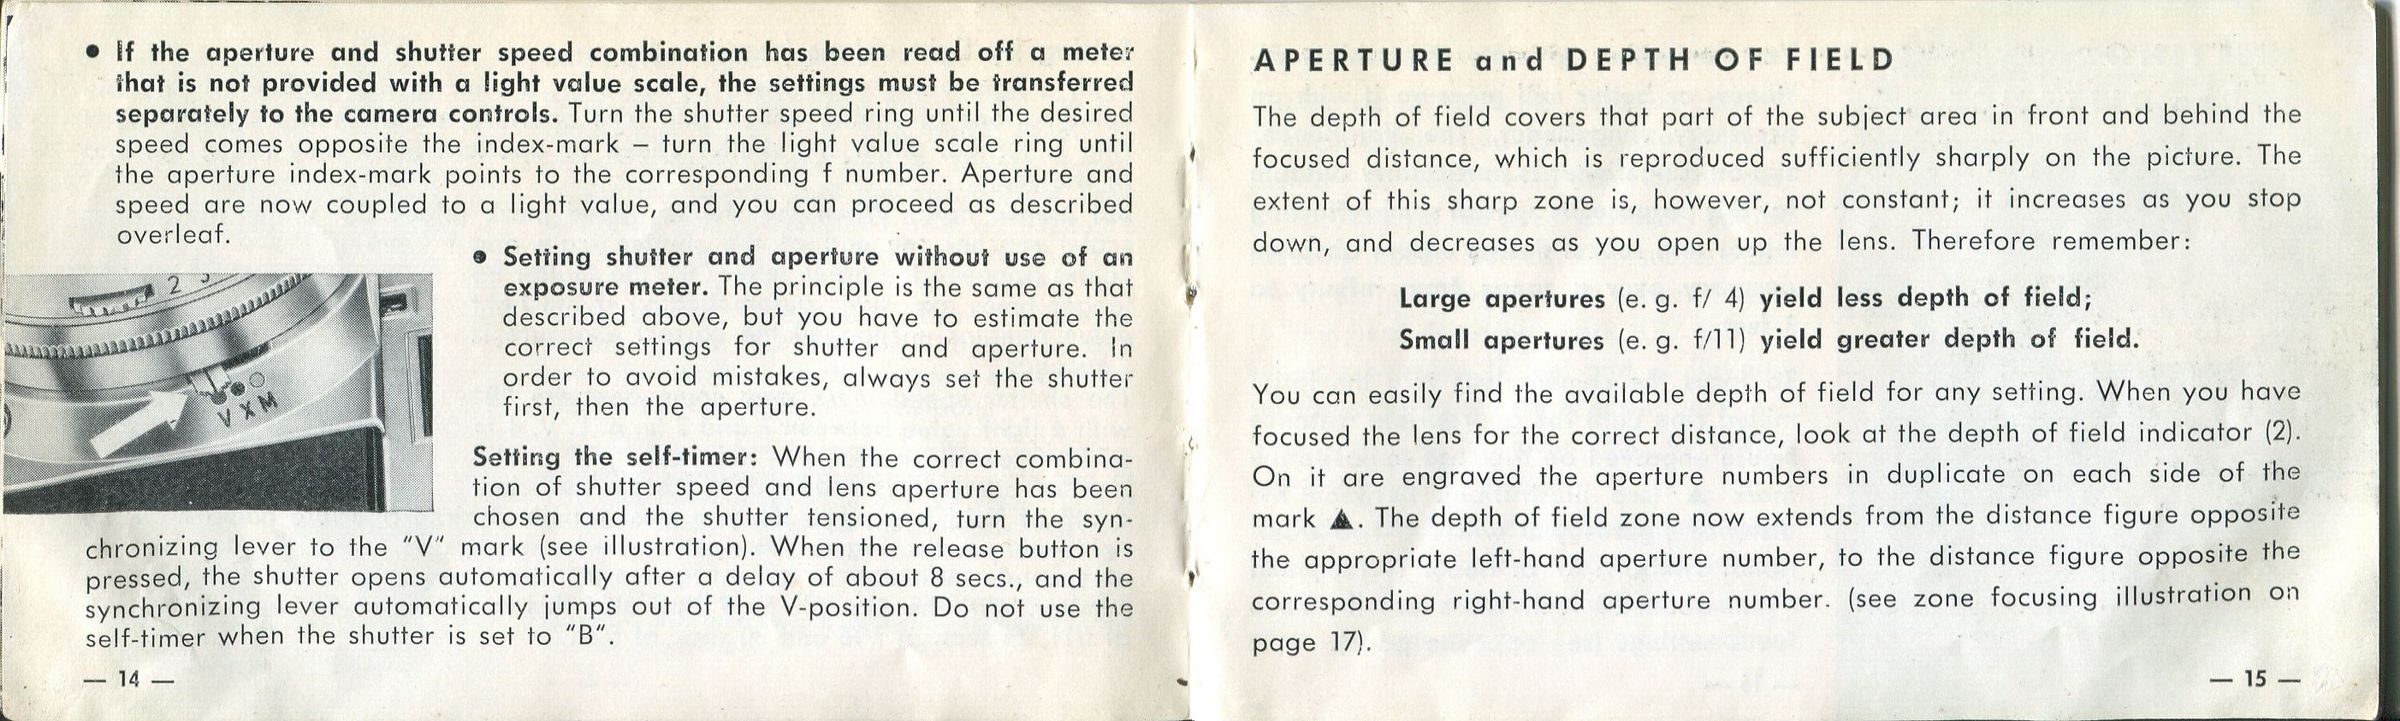 ● If the aperture and shutter speed combination has been read off a meter
that is not provided with a light value scale, the settings must be transferred
separately to the camera controls. Turn the shutter speed ring until the desired
speed comes opposite the index-mark – turn the light value scale ring until
the aperture index-mark points to the corresponding f number. Aperture and
speed are now coupled to a light value, and you can proceed as described
overleaf.
● Setting shutter and aperture without use of an
exposure meter. The principle is the same as that
described above, but you have to estimate the
correct settings for shutter and aperture. In
order to avoid mistakes, always set the shutter
first, then the aperture.
2
V X M
Setting the self-timer: When the correct combina-
tion of shutter speed and lens aperture has been
chosen and the shutter tensioned, turn the syn-
chronizing lever to the "V" mark (see illustration). When the release button is
pressed, the shutter opens automatically after a delay of about 8 secs., and the
synchronizing lever automatically jumps out of the V-position. Do not use the
self-timer when the shutter is set to "B".
— 14 —
APERTURE and DEPTH OF FIELD
The depth of field covers that part of the subject area in front and behind the
focused distance, which is reproduced sufficiently sharply on the picture. The
extent of this sharp zone is, however, not constant; it increases as you stop
down, and decreases as you open up the lens. Therefore remember:
Large apertures (e. g. f/ 4) yield less depth of field;
Small apertures (e. g. f/11) yield greater depth of field.
You can easily find the available depth of field for any setting. When you have
focused the lens for the correct distance, look at the depth of field indicator (2).
On it are engraved the aperture numbers in duplicate on each side of the
mark ▲. The depth of field zone now extends from the distance figure opposite
the appropriate left-hand aperture number, to the distance figure opposite the
corresponding right-hand aperture number. (see zone focusing illustration on
page 17).
— 15 —